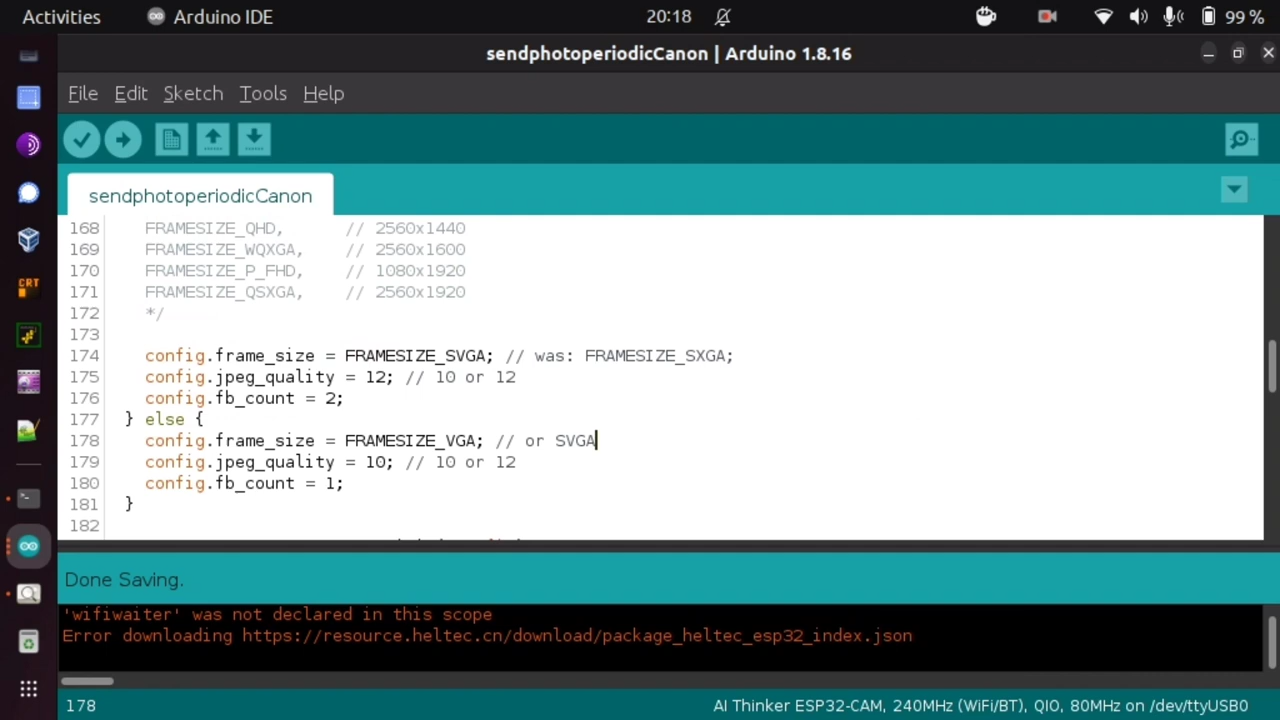 Activities Arduino IDE 20:18 99 %
sendphotoperiodicCanon | Arduino 1.8.16
File Edit Sketch Tools Help
sendphotoperiodicCanon
168 FRAMESIZE_QHD, // 2560x1440
169 FRAMESIZE_WQXGA, // 2560x1600
170 FRAMESIZE_P_FHD, // 1080x1920
171 FRAMESIZE_QSXGA, // 2560x1920
172 */
173
174 config.frame_size = FRAMESIZE_SVGA; // was: FRAMESIZE_SXGA;
175 config.jpeg_quality = 12; // 10 or 12
176 config.fb_count = 2;
177 } else {
178 config.frame_size = FRAMESIZE_VGA; // or SVGA
179 config.jpeg_quality = 10; // 10 or 12
180 config.fb_count = 1;
181 }
182
CRT
Done Saving.
'wifiwaiter' was not declared in this scope
Error downloading https://resource.heltec.cn/download/package_heltec_esp32_index.json
178 AI Thinker ESP32-CAM, 240MHz (WiFi/BT), QIO, 80MHz on /dev/ttyUSB0